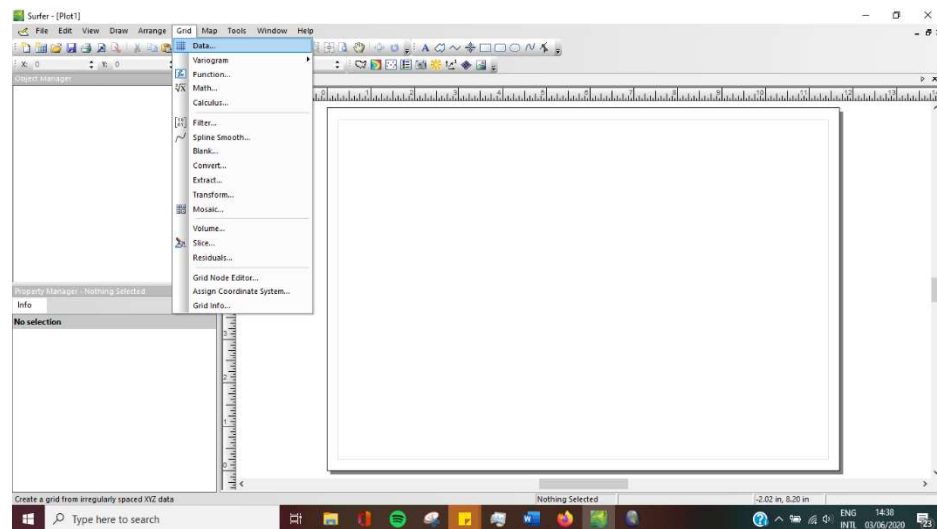 Surfer - [Plot1]
File Edit View Draw Arrange Grid Map Tools Window Help
X: 0 Y: 0
Object Manager
Data...
Variogram
Function...
Math...
Calculus...
Filter...
Spline Smooth...
Blank...
Convert...
Extract...
Transform...
Mosaic...
Volume...
Slice...
Residuals...
Grid Node Editor...
Assign Coordinate System...
Grid Info...
Property Manager - Nothing Selected
Info
No selection
Create a grid from irregularly spaced XYZ data
Nothing Selected
-2.02 in, 8.20 in
Type here to search
ENG
INTL
14:38
03/06/2020